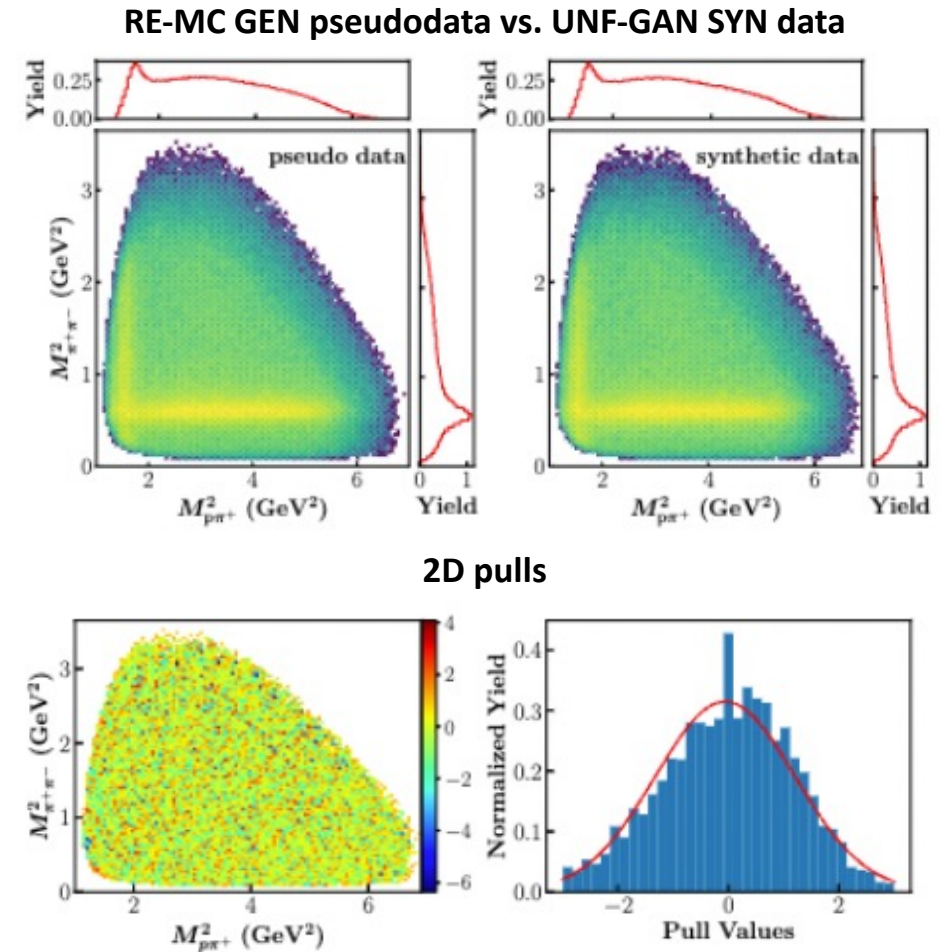 RE-MC GEN pseudodata vs. UNF-GAN SYN data
Yield
0.25
0.00
pseudo data
3
2
1
0
M²π⁺π⁻ (GeV²)
2 4 6
M²pπ⁺ (GeV²)
0 1
Yield
Yield
0.25
0.00
synthetic data
3
2
1
0
2 4 6
M²pπ⁺ (GeV²)
0 1
Yield
2D pulls
3
2
1
0
M²π⁺π⁻ (GeV²)
2 4 6
M²pπ⁺ (GeV²)
4
2
0
−2
−4
−6
Normalized Yield
0.4
0.3
0.2
0.1
0.0
−2 0 2
Pull Values